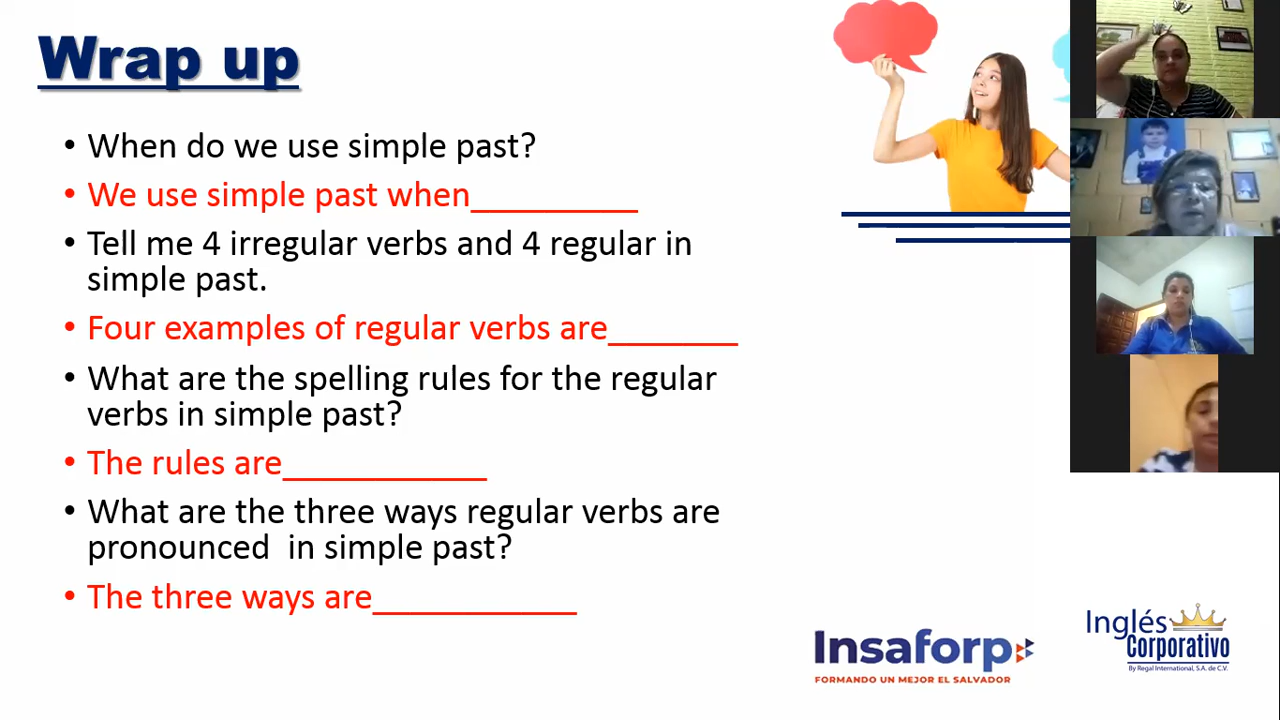 Wrap up
• When do we use simple past?
• We use simple past when__________
• Tell me 4 irregular verbs and 4 regular in
simple past.
• Four examples of regular verbs are_______
• What are the spelling rules for the regular
verbs in simple past?
• The rules are___________
• What are the three ways regular verbs are
pronounced in simple past?
• The three ways are___________
Insaforp
FORMANDO UN MEJOR EL SALVADOR
Inglés
Corporativo
By Regal International, S.A. de C.V.